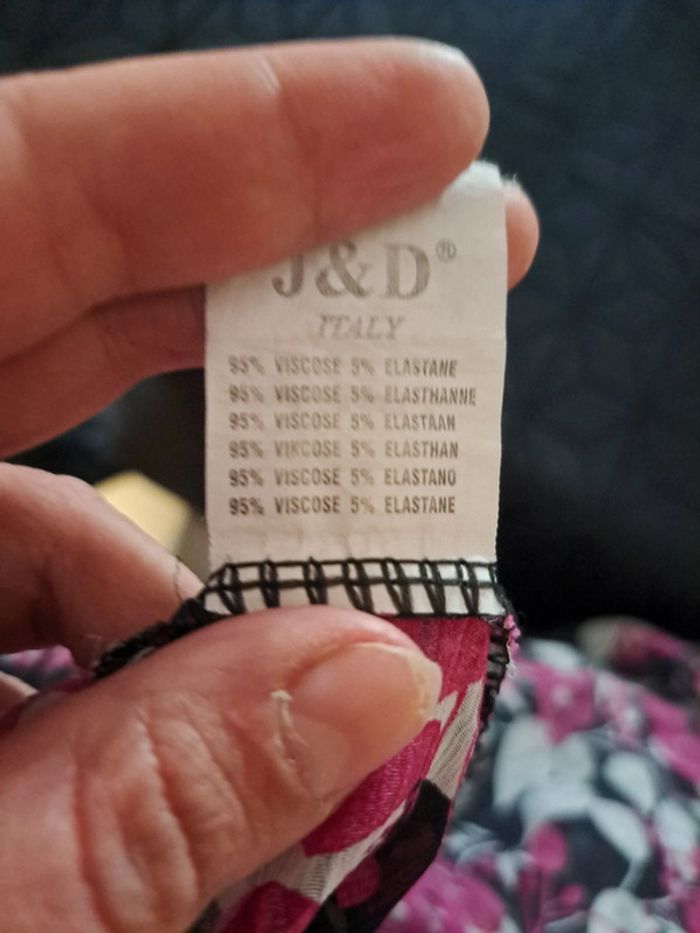 J&D®
ITALY
95% VISCOSE 5% ELASTANE
95% VISCOSE 5% ELASTHANNE
95% VISCOSE 5% ELASTAAN
95% VIKCOSE 5% ELASTHAN
95% VISCOSE 5% ELASTANO
95% VISCOSE 5% ELASTANE